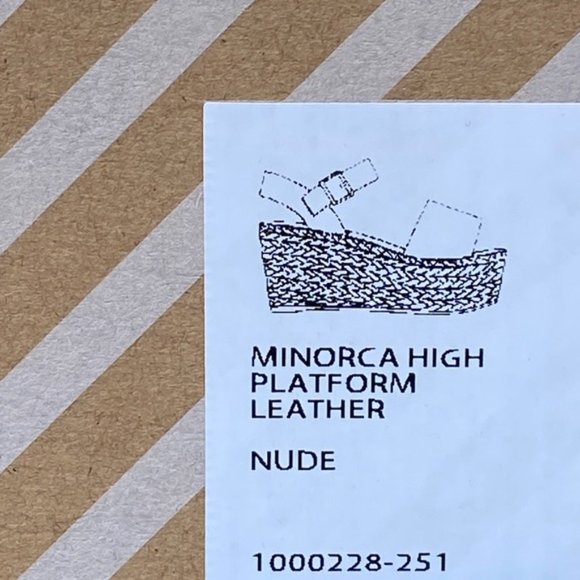 MINORCA HIGH
PLATFORM
LEATHER
NUDE
1000228-251